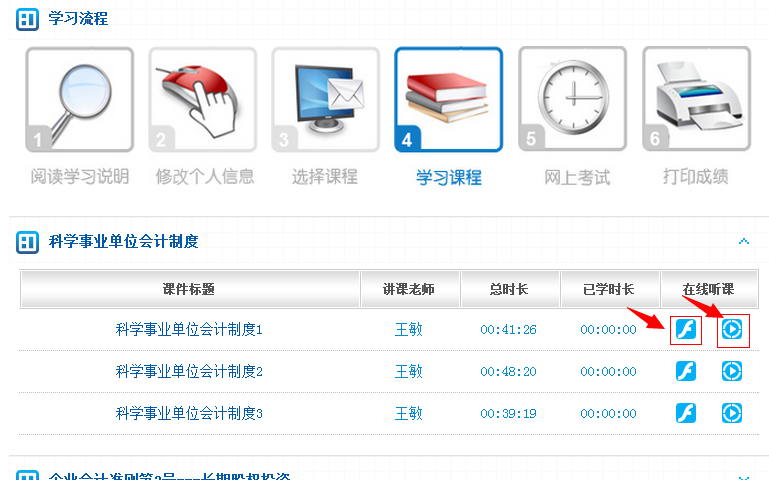 学习流程
1 2 3 4 5 6
阅读学习说明 修改个人信息 选择课程 学习课程 网上考试 打印成绩
科学事业单位会计制度
课件标题 讲课老师 总时长 已学时长 在线听课
科学事业单位会计制度1 王敏 00:41:26 00:00:00
科学事业单位会计制度2 王敏 00:48:20 00:00:00
科学事业单位会计制度3 王敏 00:39:19 00:00:00
企业会计准则第2号---长期股权投资